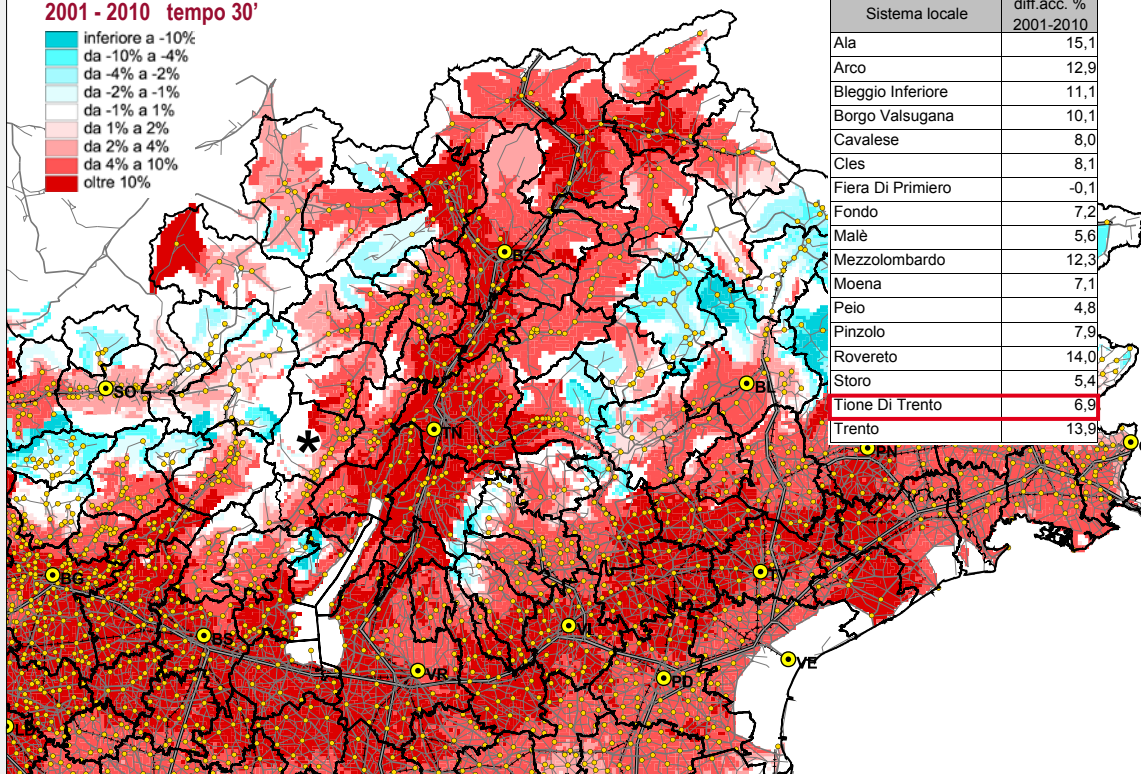 2001 - 2010 tempo 30'
inferiore a -10%
da -10% a -4%
da -4% a -2%
da -2% a -1%
da -1% a 1%
da 1% a 2%
da 2% a 4%
da 4% a 10%
oltre 10%
Sistema locale diff.acc. % 2001-2010
Ala 15,1
Arco 12,9
Bleggio Inferiore 11,1
Borgo Valsugana 10,1
Cavalese 8,0
Cles 8,1
Fiera Di Primiero -0,1
Fondo 7,2
Malè 5,6
Mezzolombardo 12,3
Moena 7,1
Peio 4,8
Pinzolo 7,9
Rovereto 14,0
Storo 5,4
Tione Di Trento 6,9
Trento 13,9
BZ
SO
BL
*
TN
PN
BG
TV
BS
VI
VE
VR
PD